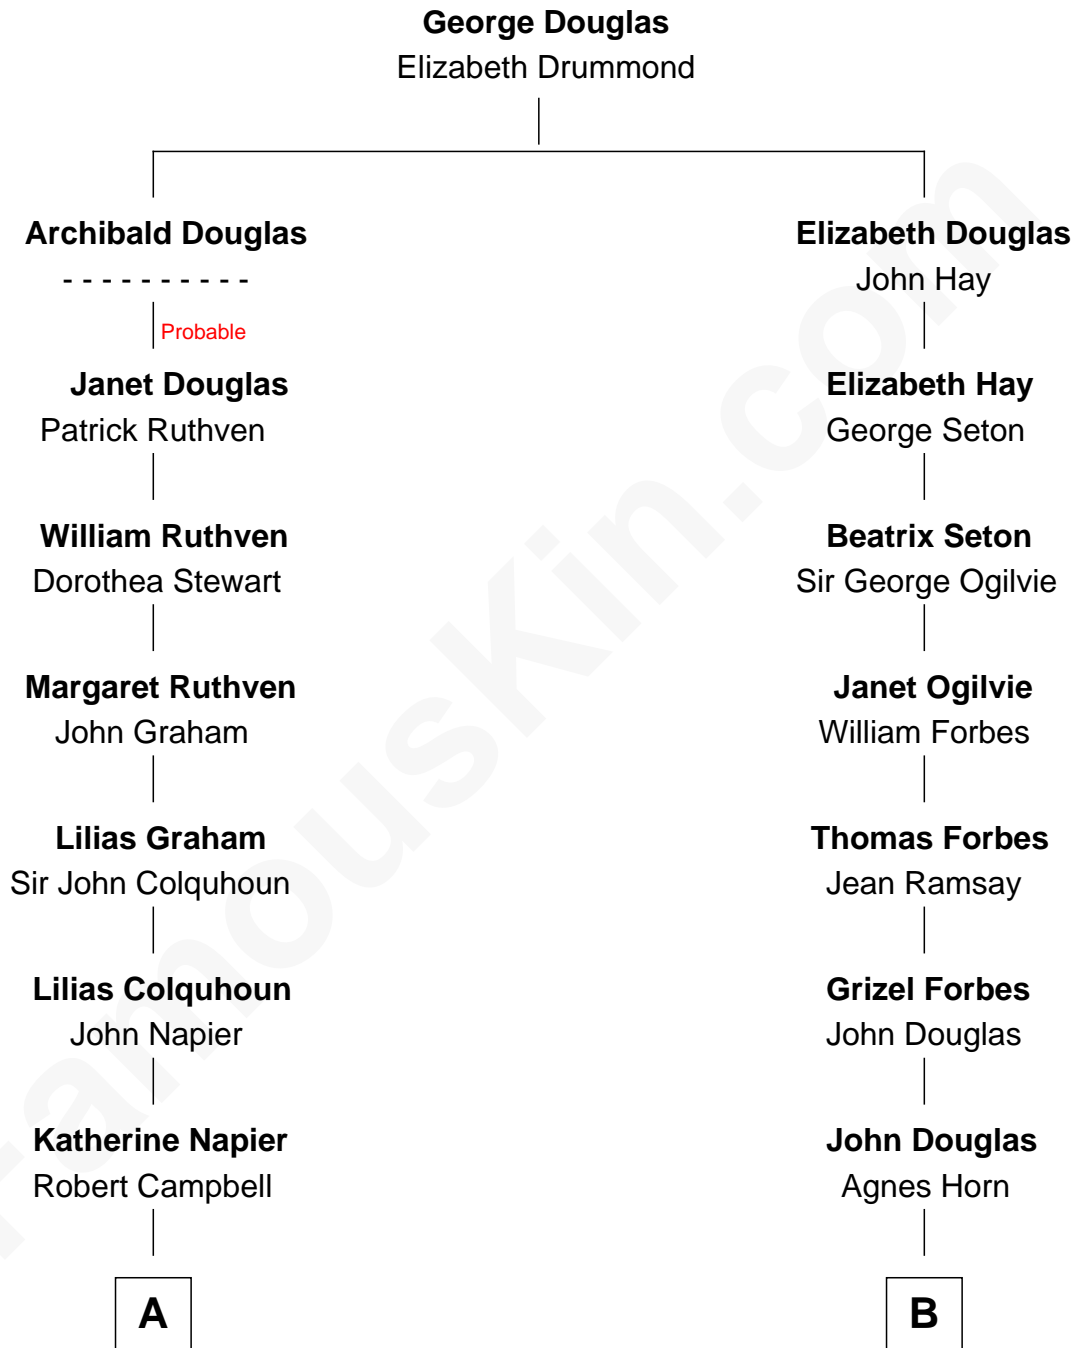 George Douglas
Elizabeth Drummond
Archibald Douglas
- - - - - - - - - -
Probable
Janet Douglas
Patrick Ruthven
William Ruthven
Dorothea Stewart
Margaret Ruthven
John Graham
Lilias Graham
Sir John Colquhoun
Lilias Colquhoun
John Napier
Katherine Napier
Robert Campbell
A
Elizabeth Douglas
John Hay
Elizabeth Hay
George Seton
Beatrix Seton
Sir George Ogilvie
Janet Ogilvie
William Forbes
Thomas Forbes
Jean Ramsay
Grizel Forbes
John Douglas
John Douglas
Agnes Horn
B
FamousKin.com